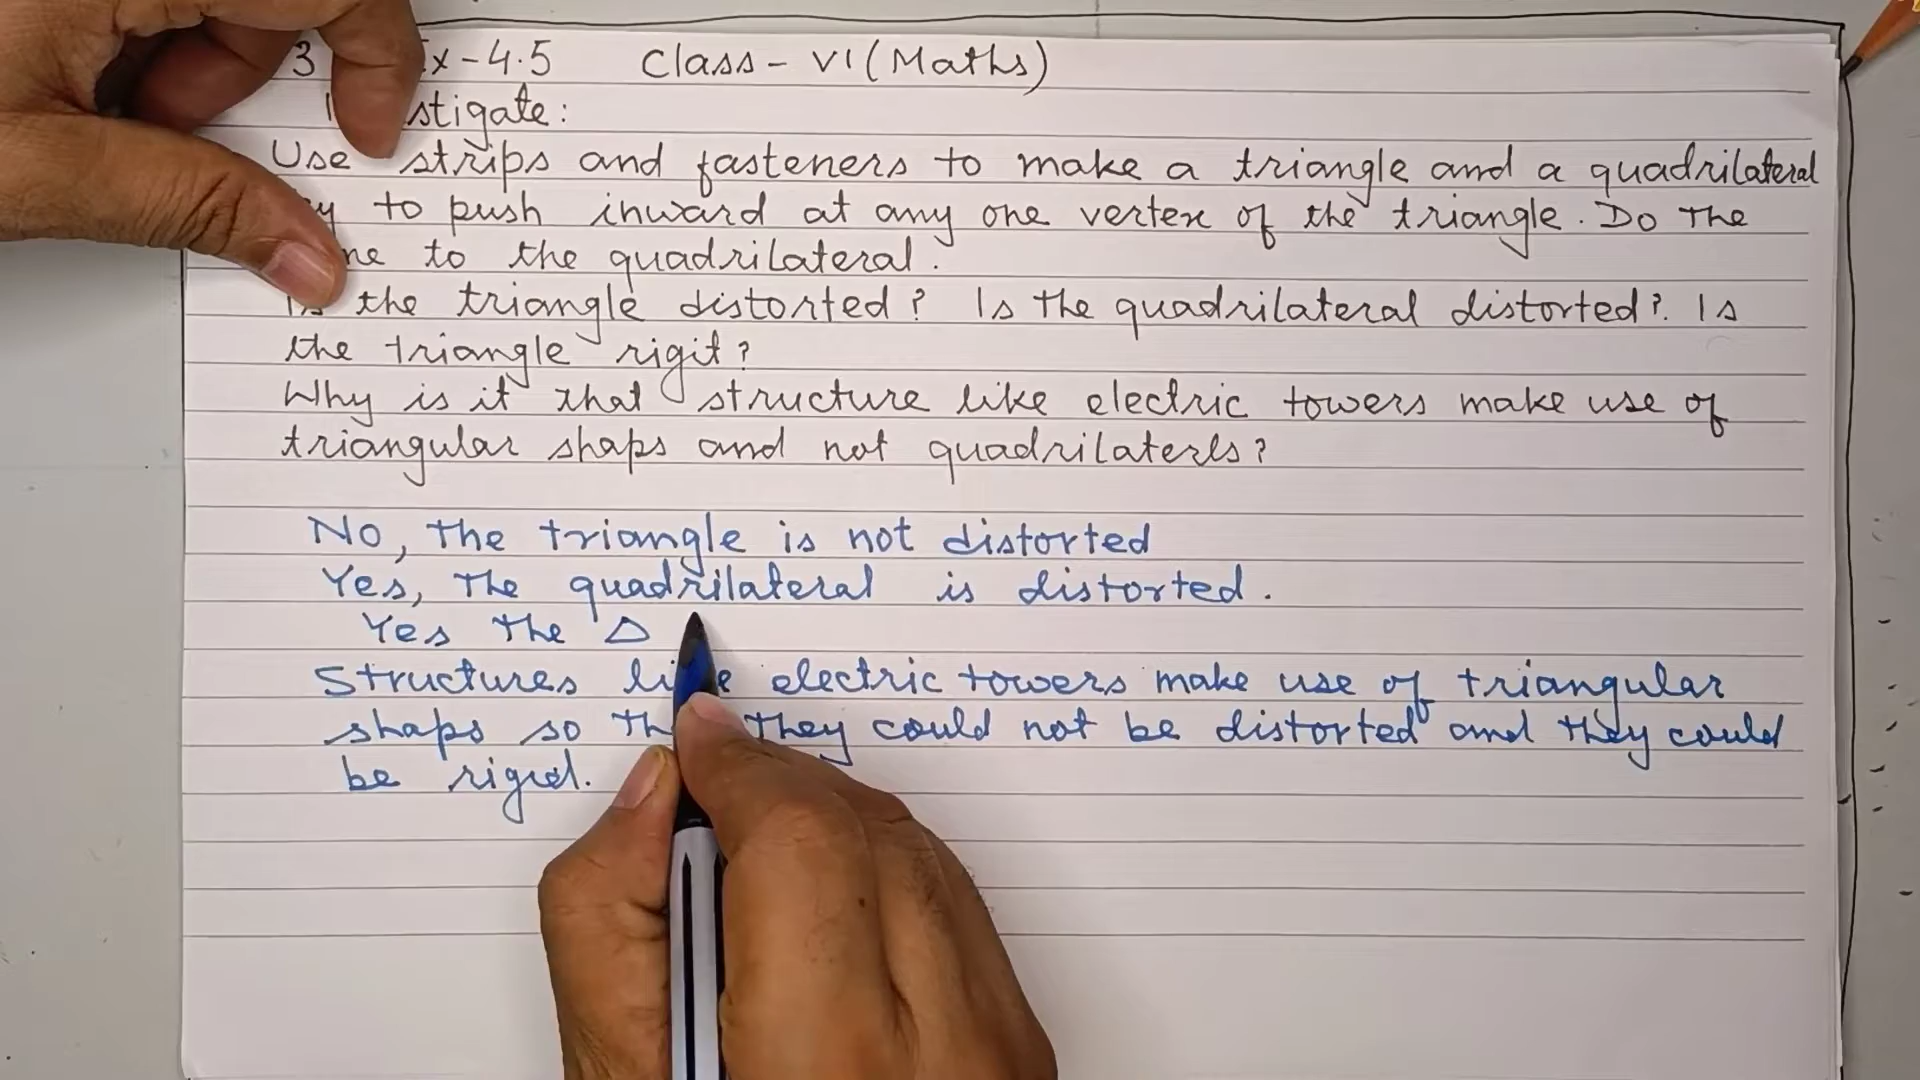 3 Ex-4.5 Class - VI (Maths)
stigate:
Use strips and fasteners to make a triangle and a quadrilateral
to push inward at any one vertex of the triangle. Do The
to the quadrilateral.
Is the triangle distorted? Is the quadrilateral distorted?. Is
the triangle rigit?
Why is it that structure like electric towers make use of
triangular shaps and not quadrilaterls?
No, The triangle is not distorted
Yes, The quadrilateral is distorted.
Yes The Δ
Structures like electric towers make use of triangular
shaps so they could not be distorted and they could
be rigid.